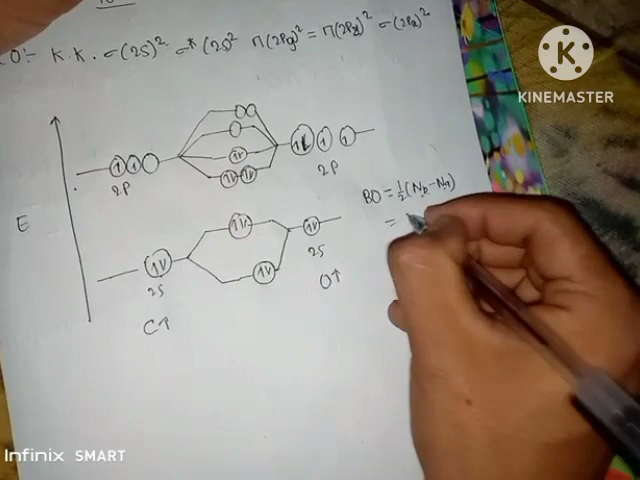 CO:- K.K. σ(2S)² σ*(2S)² Π(2Py)² = Π(2Pz)² σ(2Px)²
KINEMASTER
2P
2P
E
BO = ½(Nb-Na)
=
2S
2S
O↑
C↑
Infinix SMART